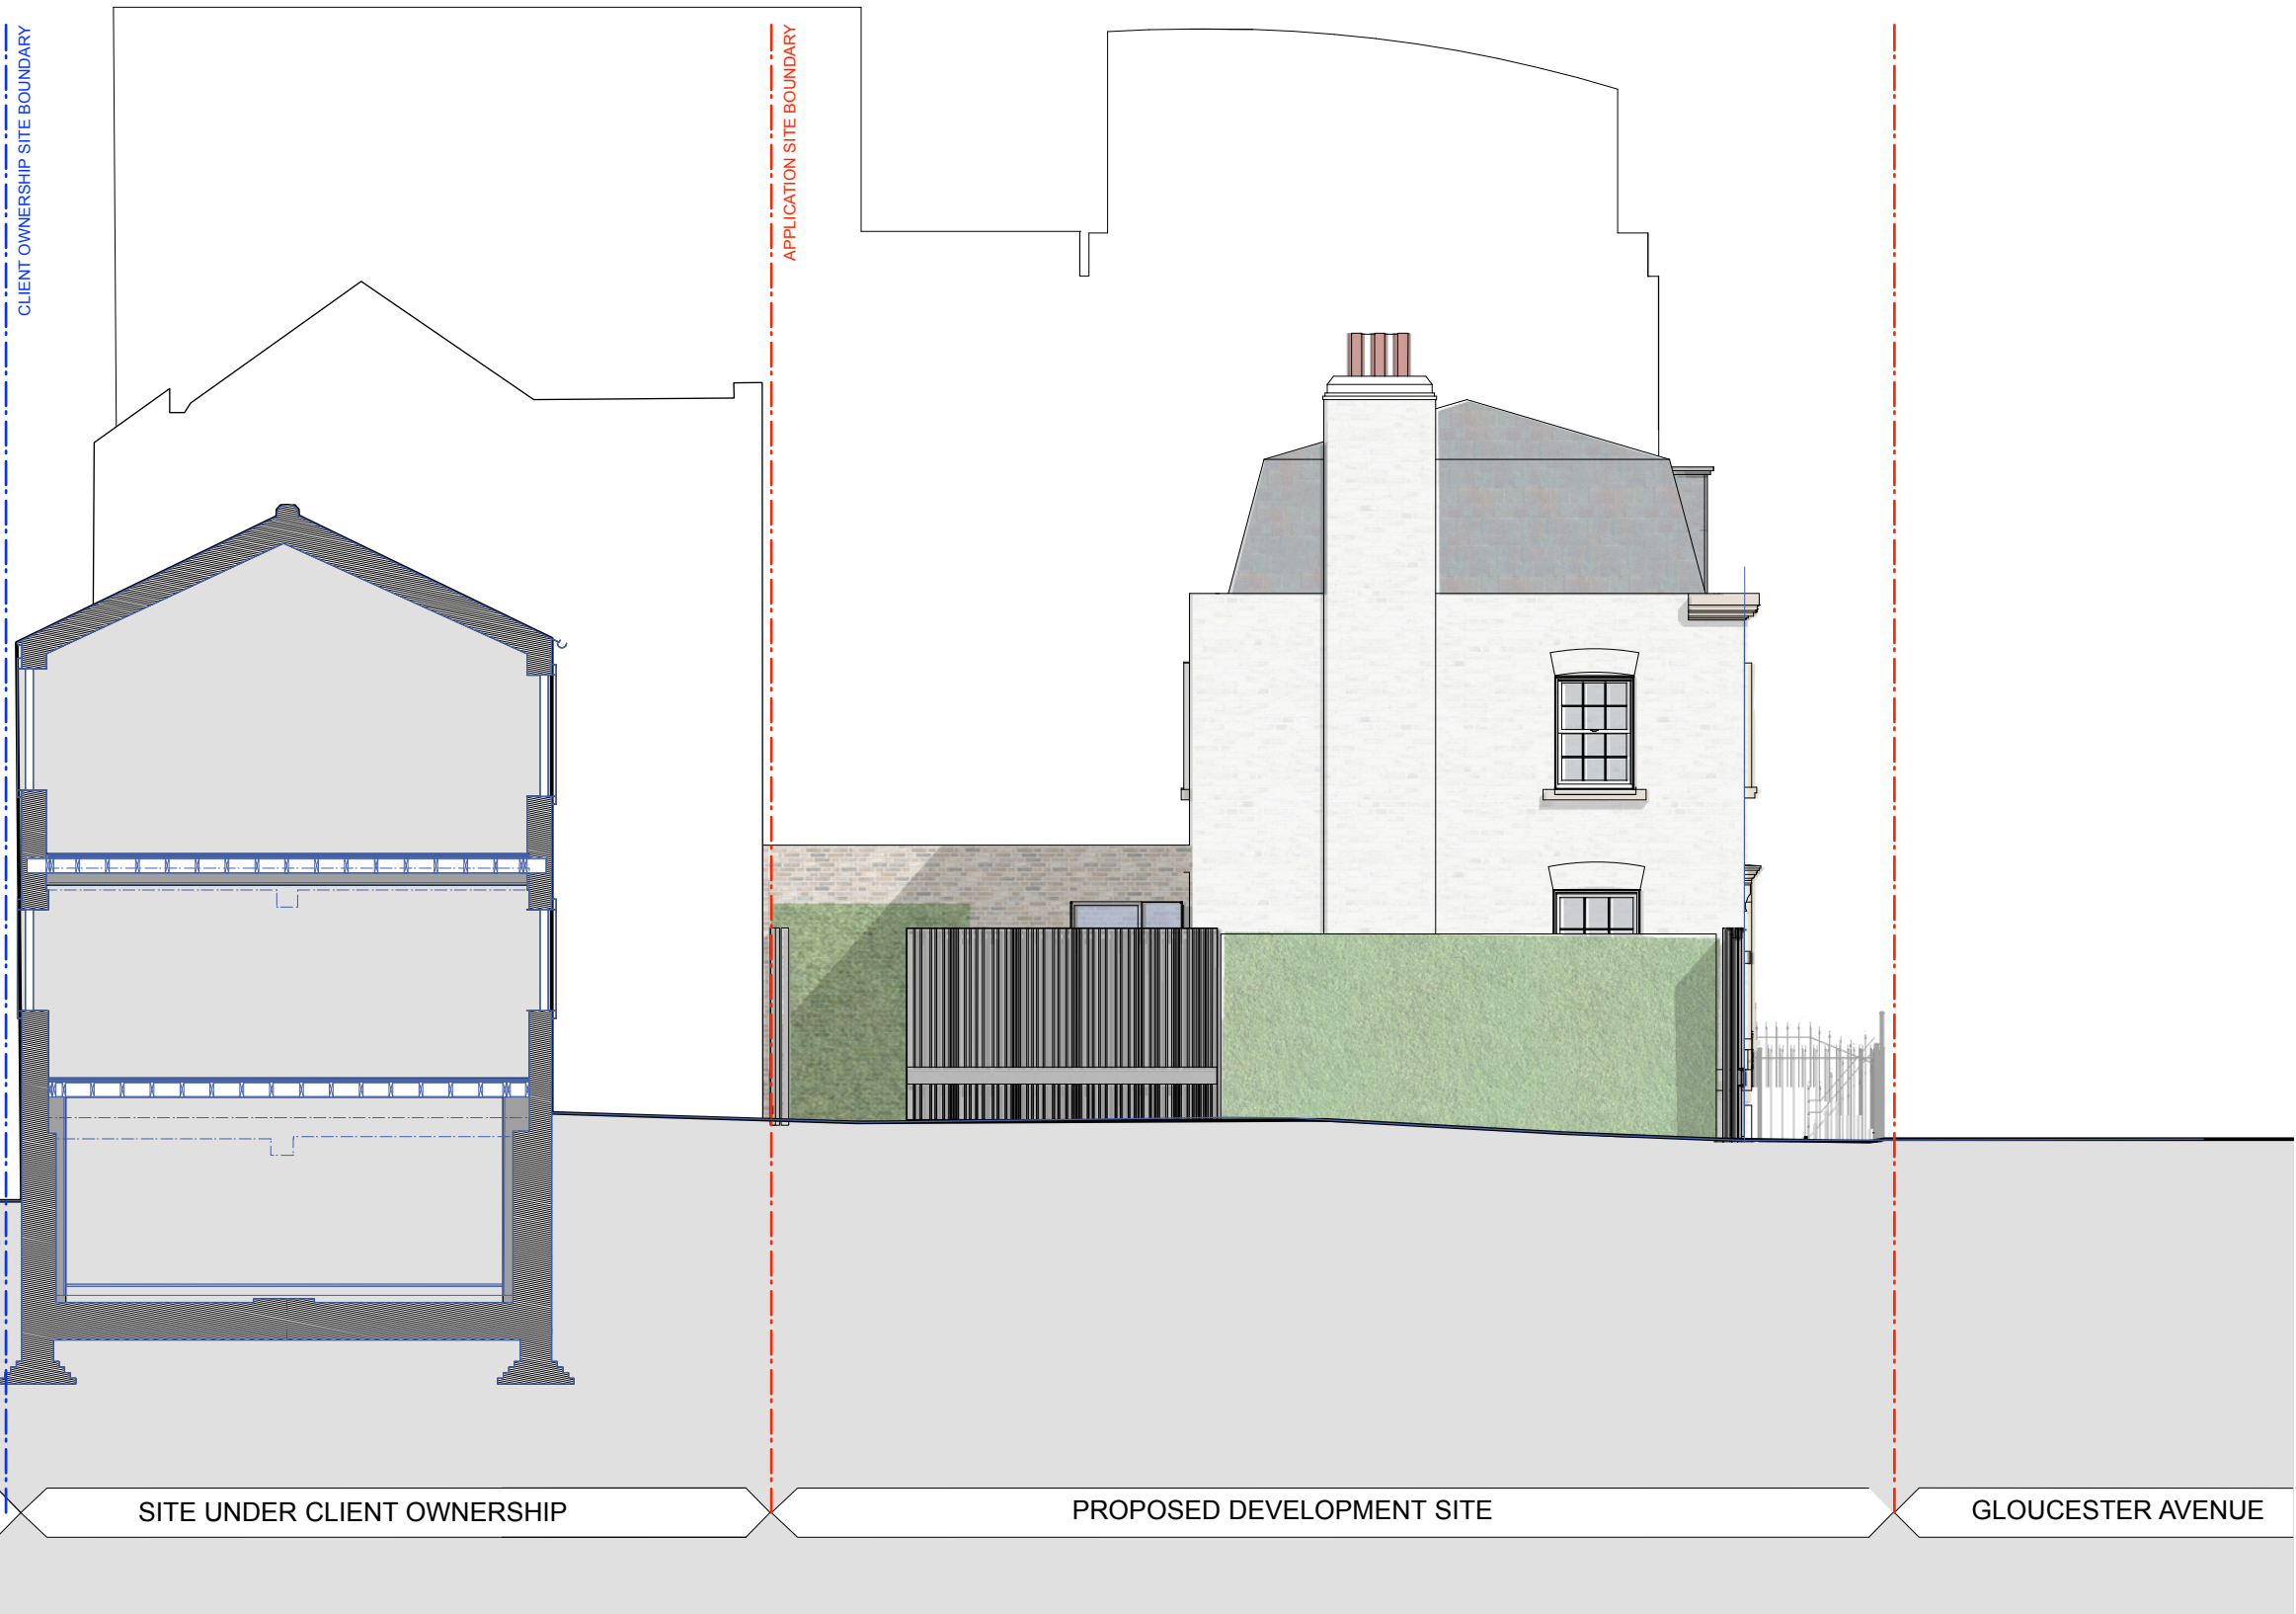 CLIENT OWNERSHIP SITE BOUNDARY
APPLICATION SITE BOUNDARY
SITE UNDER CLIENT OWNERSHIP
PROPOSED DEVELOPMENT SITE
GLOUCESTER AVENUE